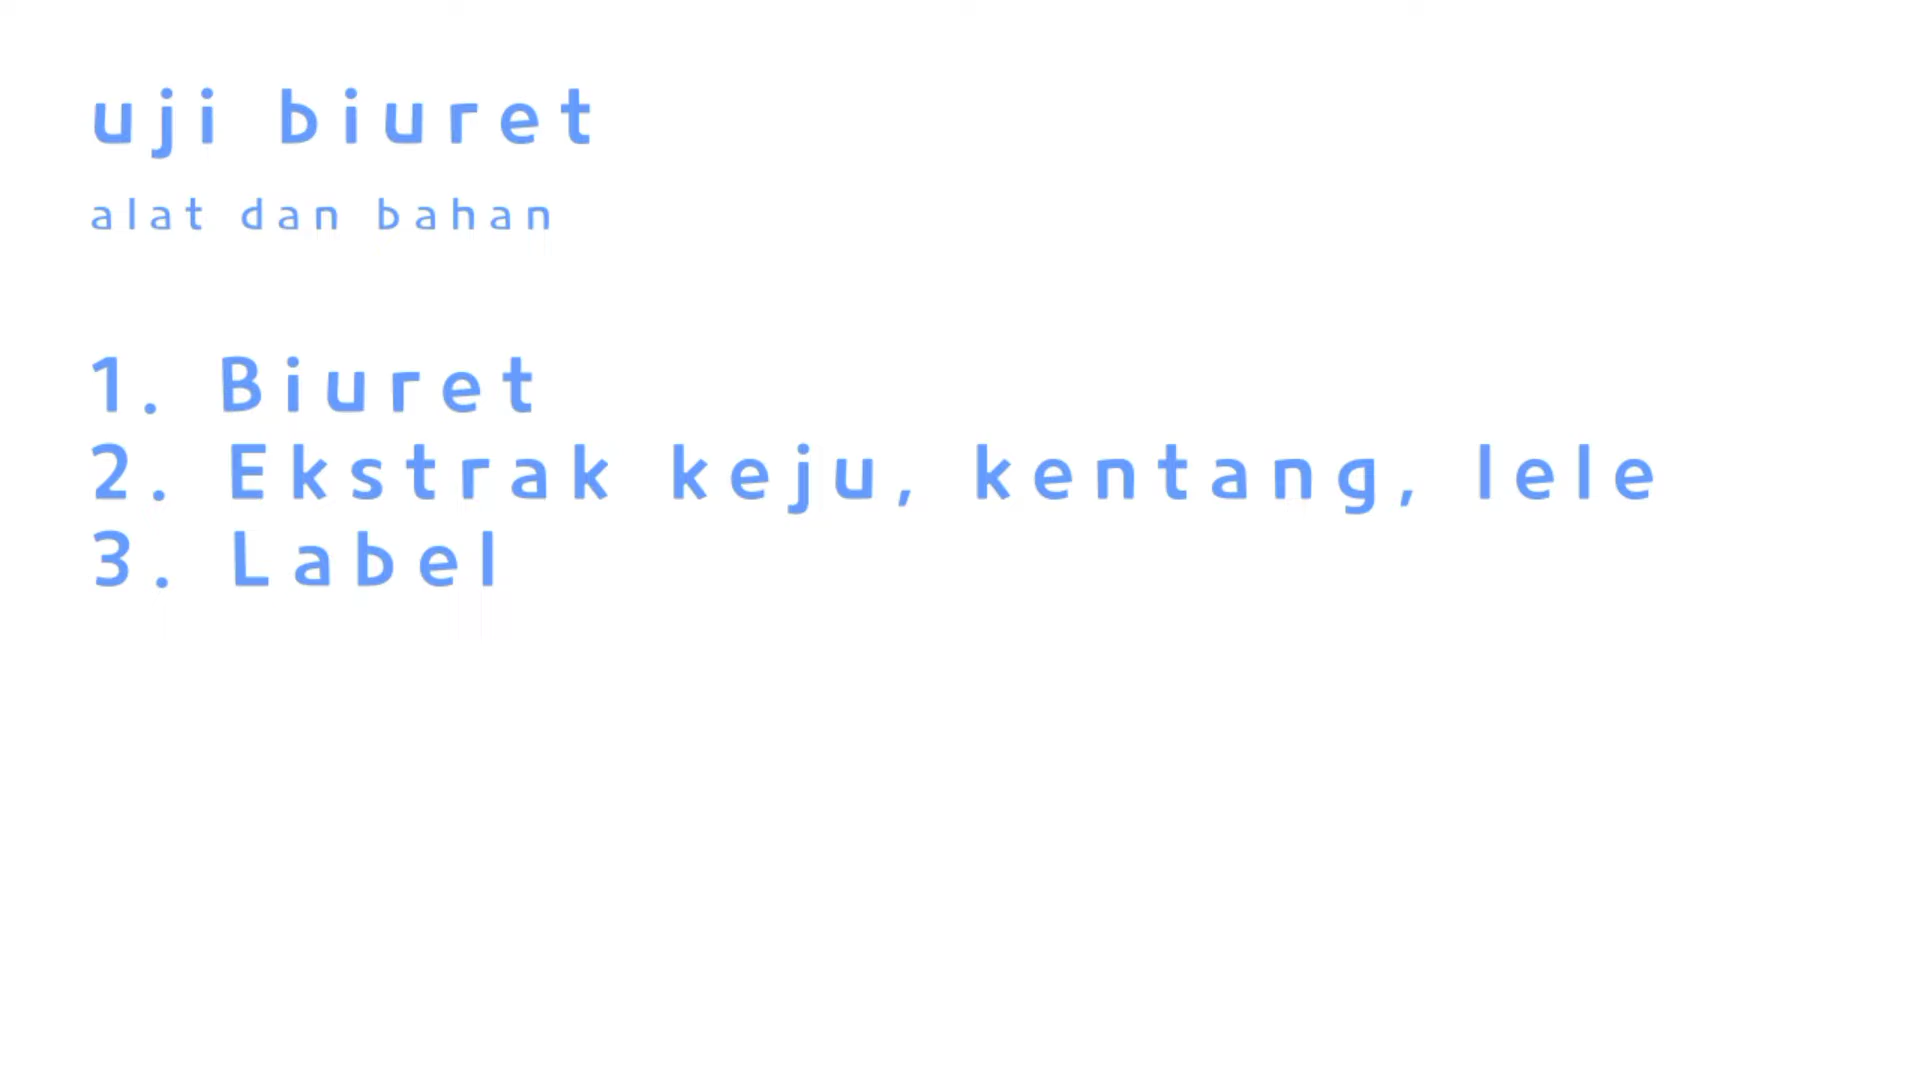 uji biuret
alat dan bahan
1. Biuret
2. Ekstrak keju, kentang, lele
3. Label